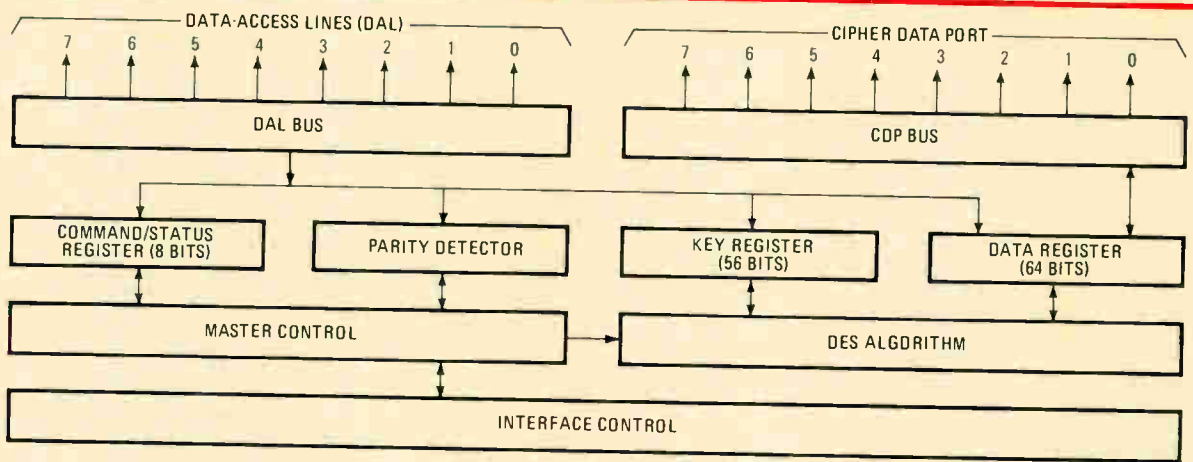 DATA-ACCESS LINES (DAL)
7 6 5 4 3 2 1 0
DAL BUS
CIPHER DATA PORT
7 6 5 4 3 2 1 0
CDP BUS
COMMAND/STATUS
REGISTER (8 BITS)
PARITY DETECTOR
KEY REGISTER
(56 BITS)
DATA REGISTER
(64 BITS)
MASTER CONTROL
DES ALGORITHM
INTERFACE CONTROL